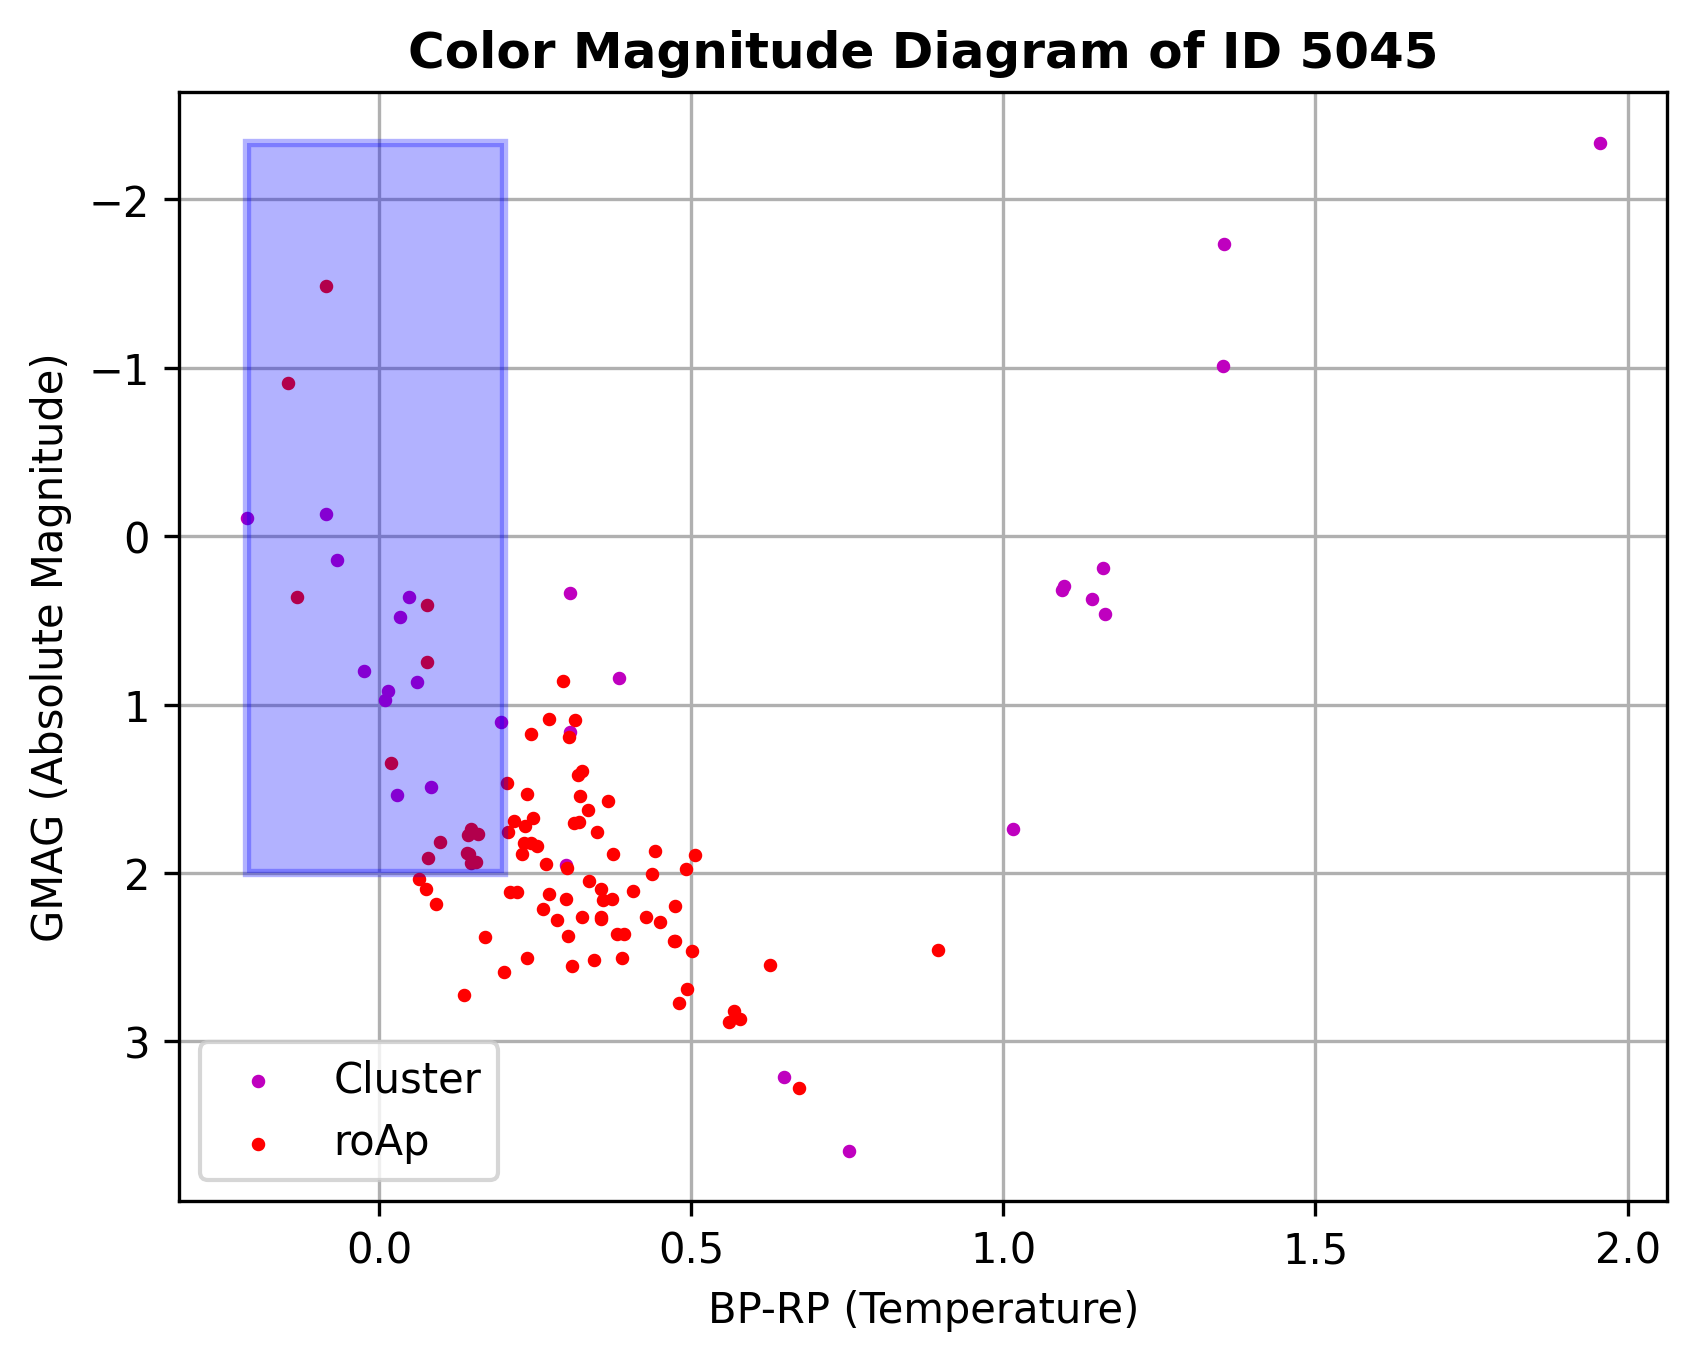 Color Magnitude Diagram of ID 5045
GMAG (Absolute Magnitude)
−2
−1
0
1
2
3
Cluster
roAp
0.0 0.5 1.0 1.5 2.0
BP-RP (Temperature)